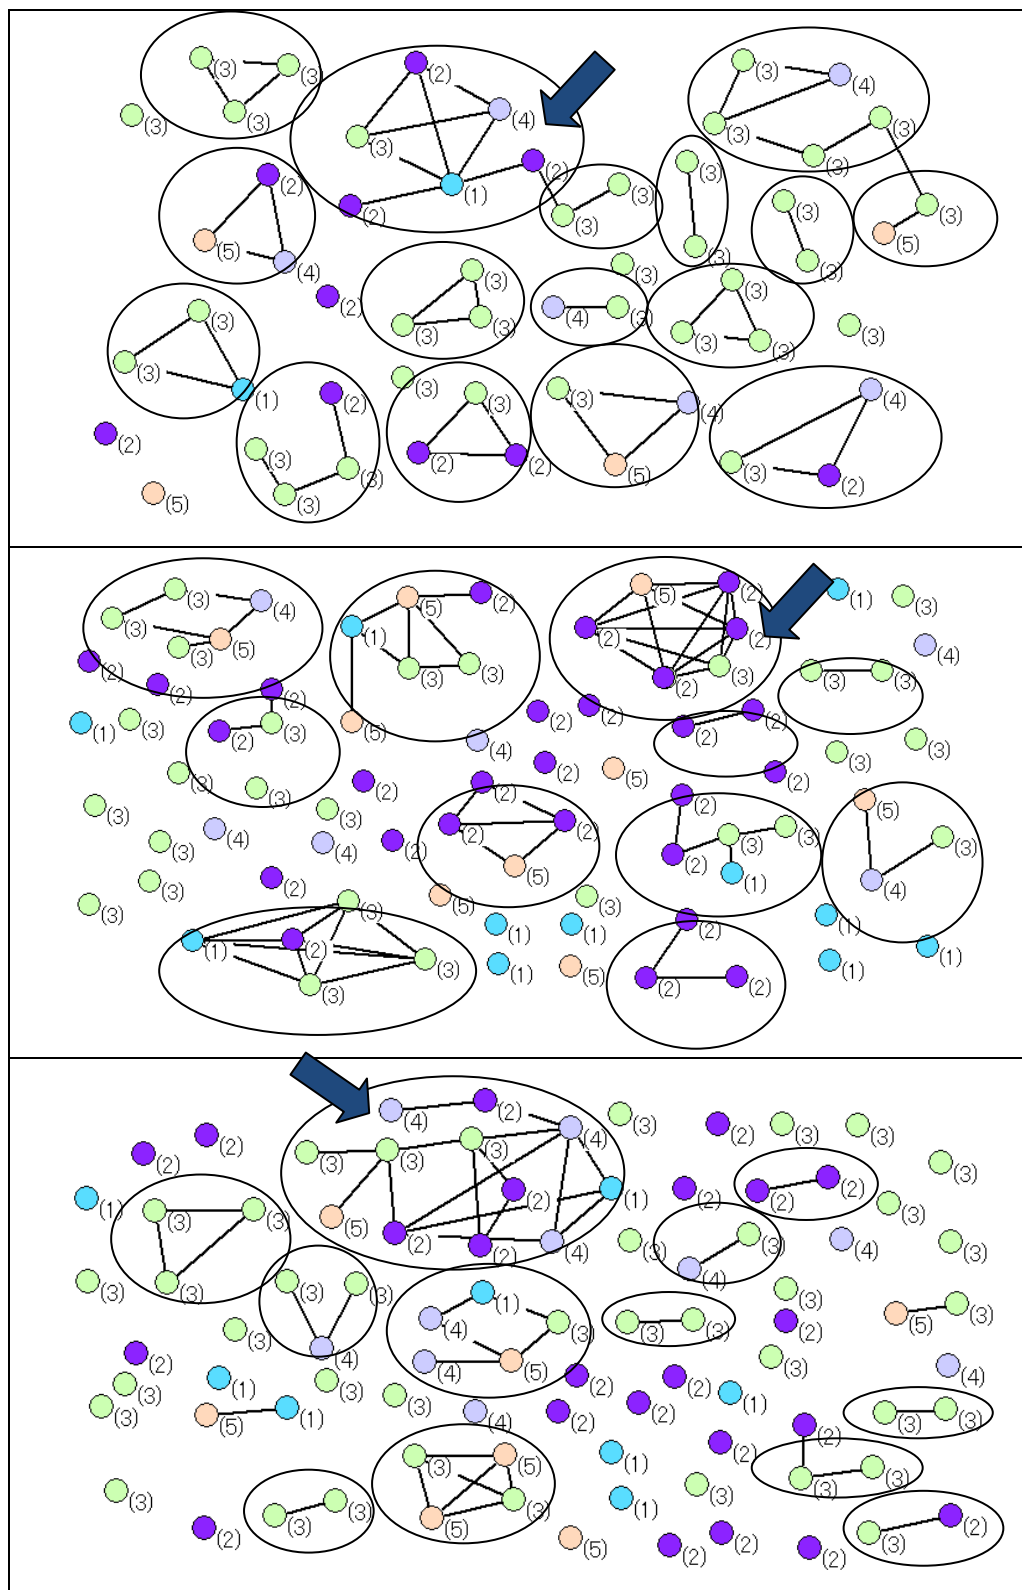 (3) (3) (2) (3) (4)
(3) (3) (4) (3) (3)
(3) (3)
(2) (2) (3) (3)
(2) (1) (3) (3) (3)
(5) (4) (3) (3) (3) (5)
(2) (3) (3) (3)
(3) (3) (3) (4) (3) (3) (3) (3)
(3) (1) (2) (3) (3) (3) (4) (4)
(2) (3) (3) (2) (2) (5) (3) (2)
(5) (3)
(3) (4) (5) (2) (5) (2) (1) (3)
(3) (3) (5) (1) (2) (2) (4)
(2) (2) (2) (3) (3) (2) (3) (3)
(1) (3) (2) (3) (5) (2) (2) (2) (2)
(3) (3) (4) (2) (5) (2) (3) (3)
(3) (3) (2) (2) (2) (2) (5)
(3) (4) (4) (2) (2) (2) (3) (3) (3)
(3) (2) (5) (2) (1) (4)
(3) (3) (5) (3) (2) (1)
(1) (2) (3) (1) (1) (1)
(3) (1) (5) (2) (2) (1)
(4) (2) (4) (3) (2) (3) (3)
(2) (2) (3) (3) (3) (3)
(1) (5) (2) (1) (2) (2) (2)
(3) (3) (2) (2) (4) (3) (3) (3) (4) (3)
(3) (3) (3) (3) (1) (4) (3)
(3) (4) (4) (3) (3) (3) (2) (5) (3)
(2) (4) (5) (2) (2) (3) (4)
(3) (3) (1) (3) (3) (2) (2) (1)
(5) (1) (4) (2) (2) (3) (3)
(3) (5) (1) (3) (3) (3)
(3) (3) (3) (5) (3) (1)
(2) (5) (2) (2) (2) (3) (2)